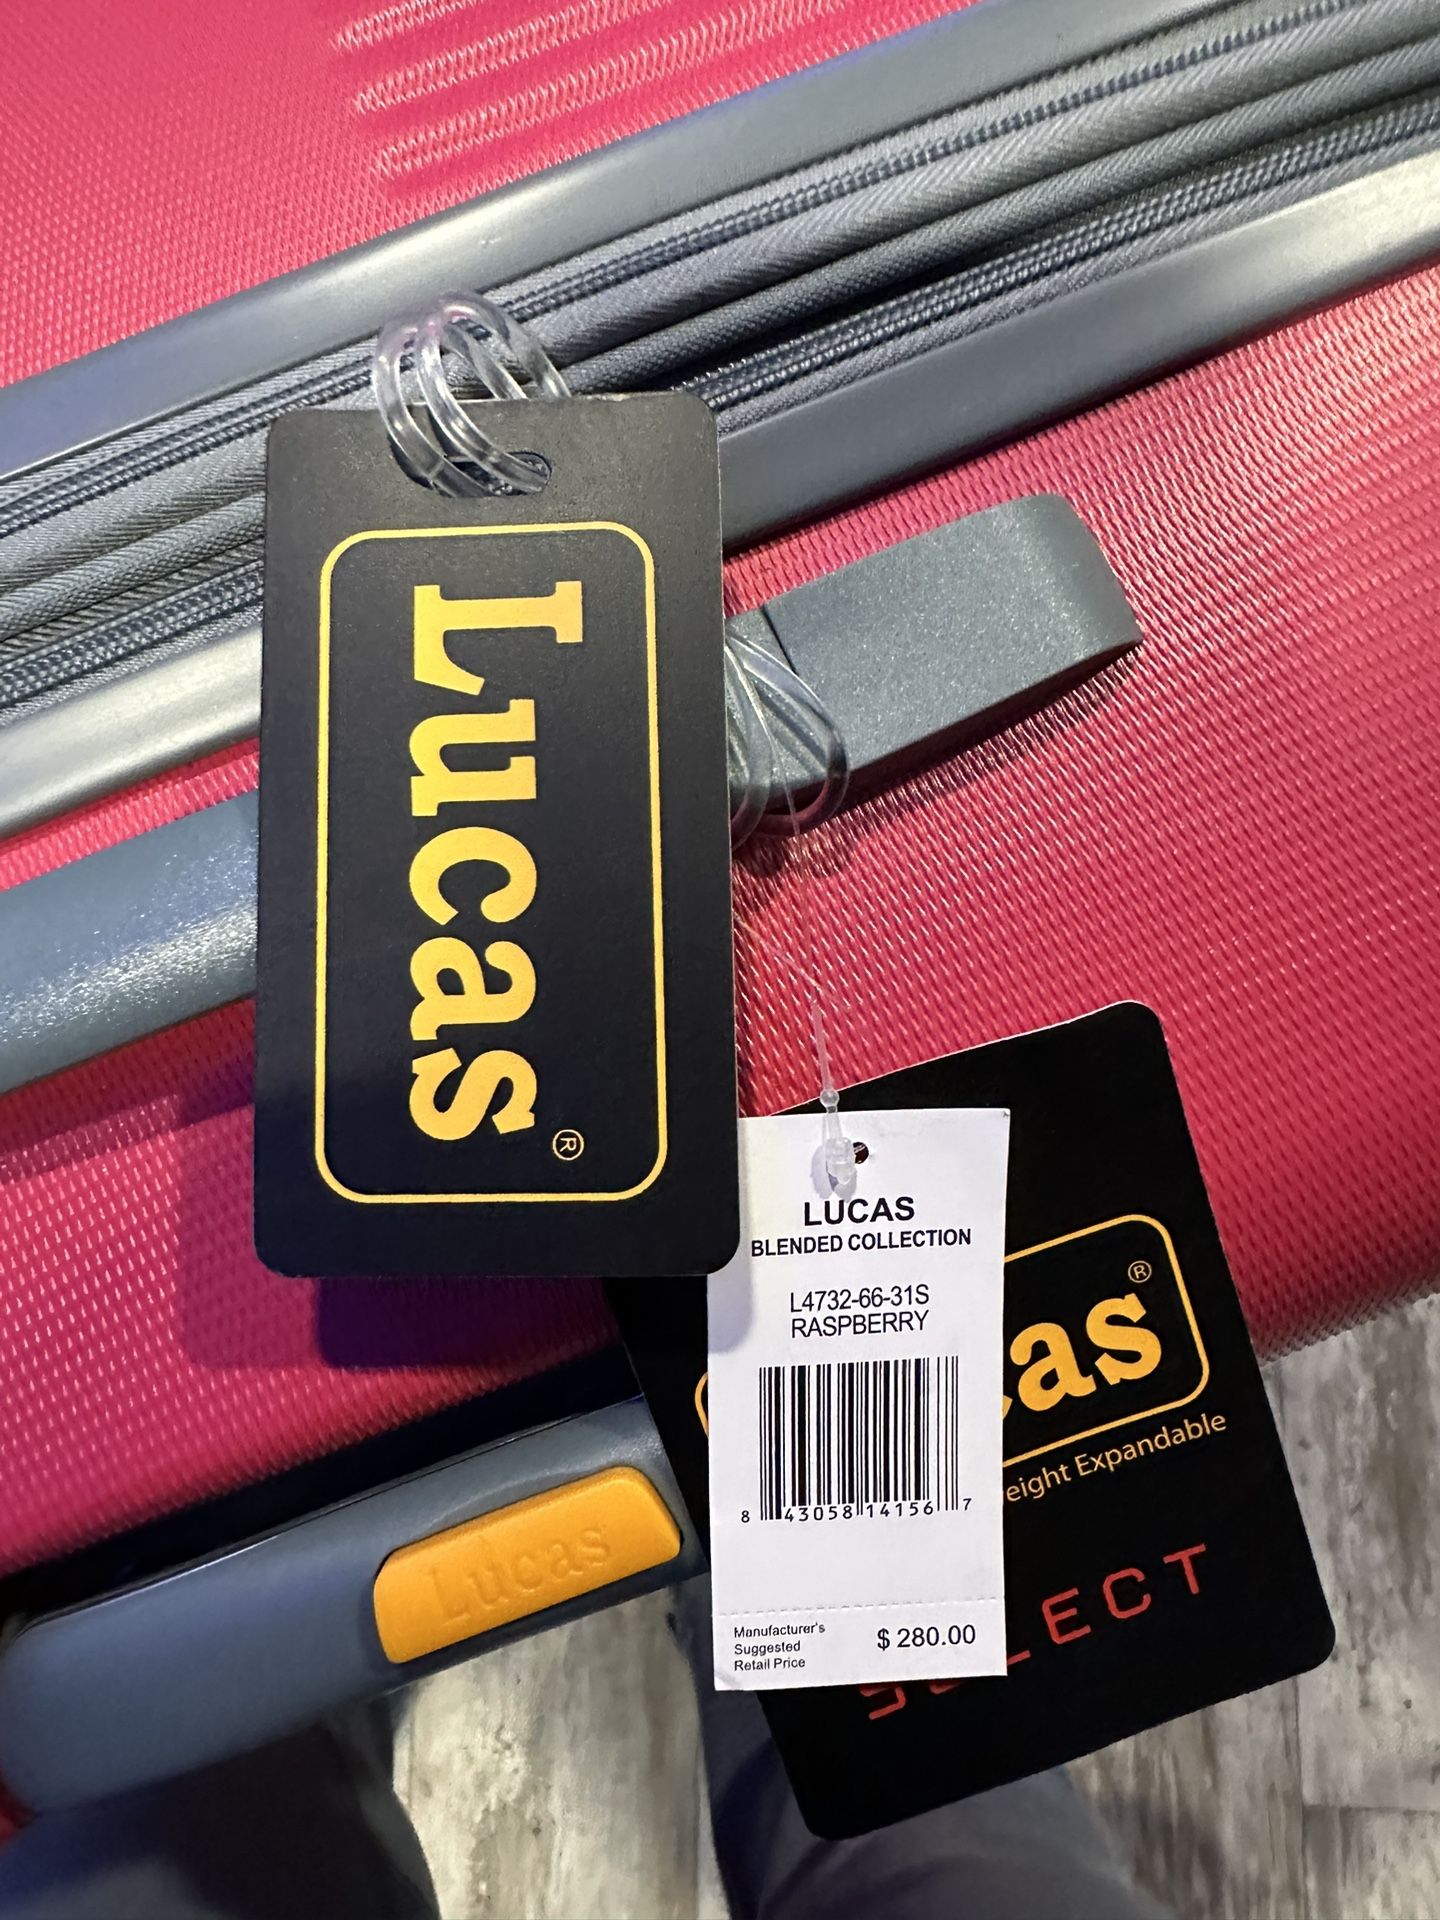 Lucas®
LUCAS
BLENDED COLLECTION
L4732-66-31S
RASPBERRY
8 43058 14156 7
Manufacturer's
Suggested
Retail Price
$ 280.00
®
Expandable
SELECT
Lucas